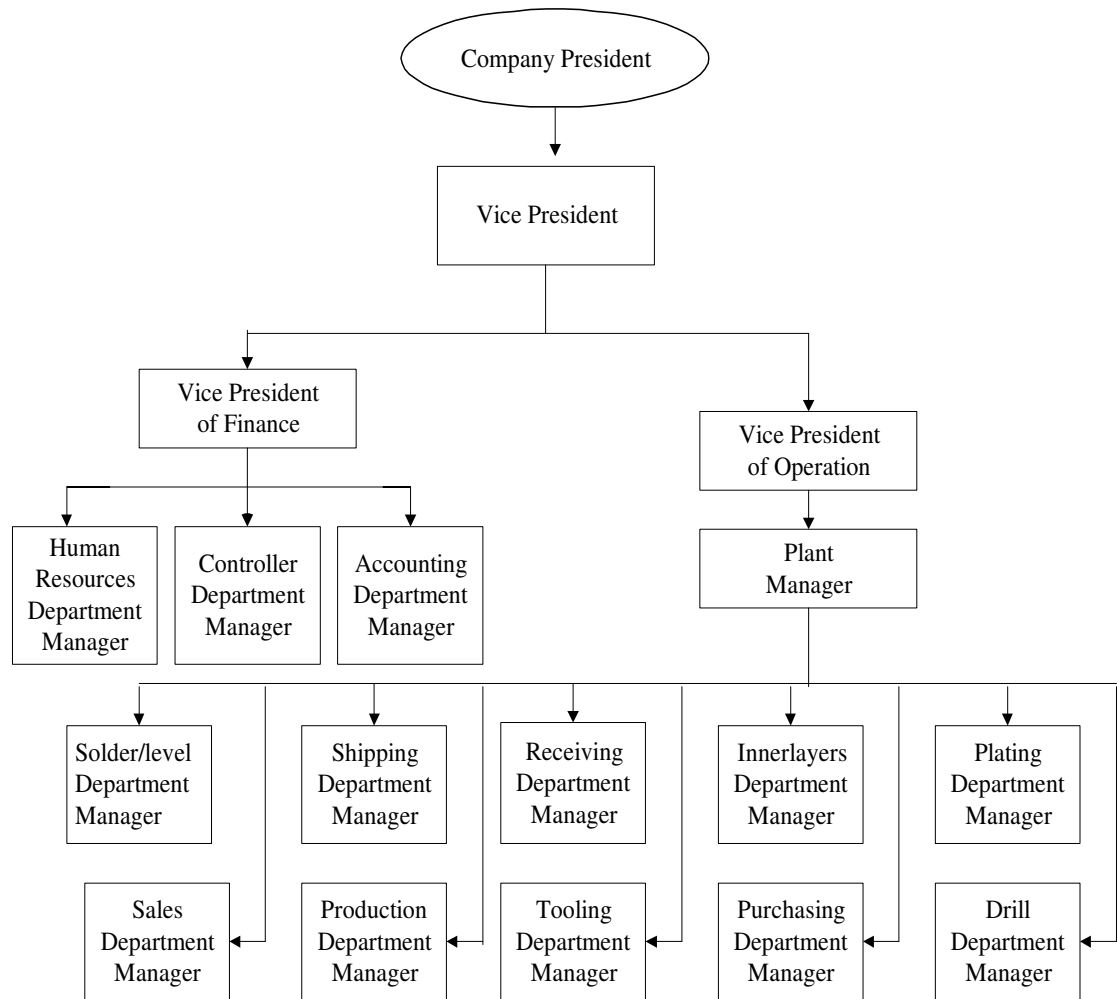 Company President
Vice President
Vice President
of Finance
Vice President
of Operation
Human
Resources
Department
Manager
Controller
Department
Manager
Accounting
Department
Manager
Plant
Manager
Solder/level
Department
Manager
Shipping
Department
Manager
Receiving
Department
Manager
Innerlayers
Department
Manager
Plating
Department
Manager
Sales
Department
Manager
Production
Department
Manager
Tooling
Department
Manager
Purchasing
Department
Manager
Drill
Department
Manager